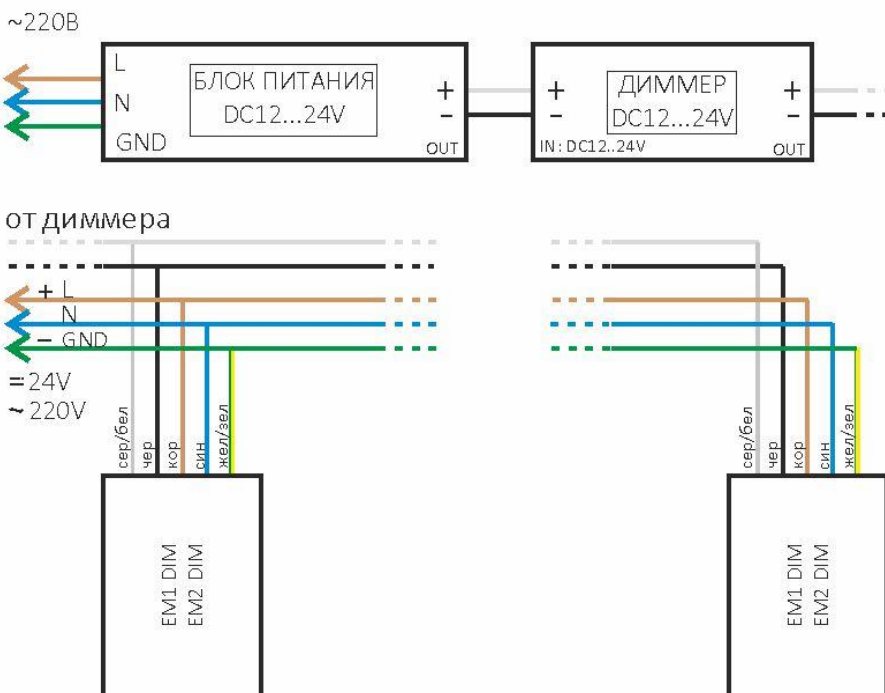 ~220В
L
N
GND
БЛОК ПИТАНИЯ
DC12...24V
+
−
OUT
+
−
IN : DC12..24V
ДИММЕР
DC12...24V
+
−
OUT
от диммера
+ L
N
− GND
=24V
~220V
сер/бел
чер
кор
син
жел/зел
сер/бел
чер
кор
син
жел/зел
EM1 DIM
EM2 DIM
EM1 DIM
EM2 DIM